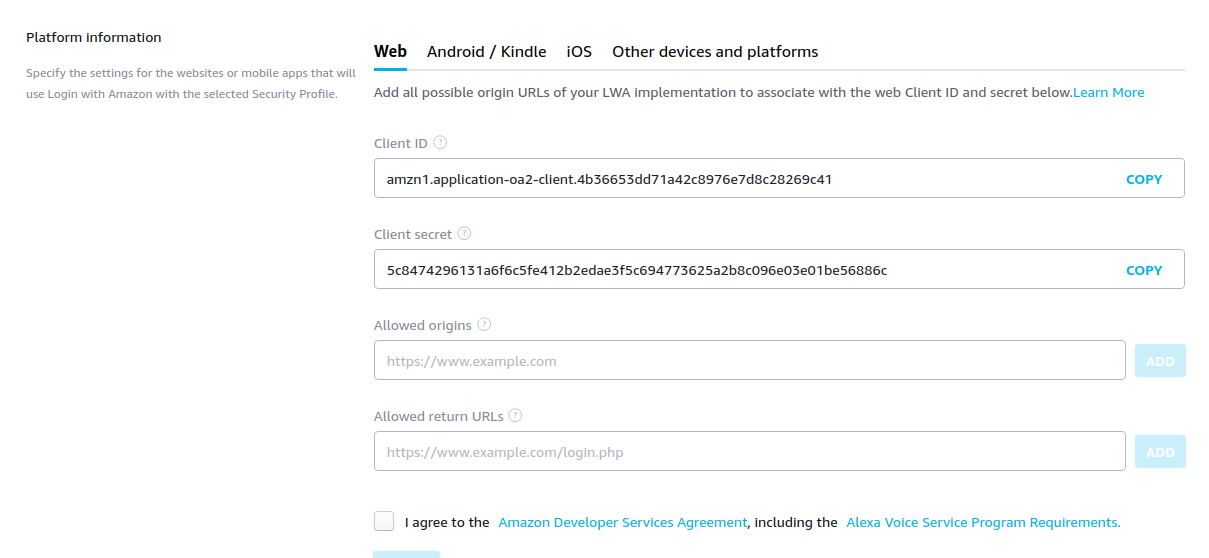 Platform information
Specify the settings for the websites or mobile apps that will
use Login with Amazon with the selected Security Profile.
Web Android / Kindle iOS Other devices and platforms
Add all possible origin URLs of your LWA implementation to associate with the web Client ID and secret below.Learn More
Client ID ?
amzn1.application-oa2-client.4b36653dd71a42c8976e7d8c28269c41 COPY
Client secret ?
5c8474296131a6f6c5fe412b2edae3f5c694773625a2b8c096e03e01be56886c COPY
Allowed origins ?
https://www.example.com ADD
Allowed return URLs ?
https://www.example.com/login.php ADD
I agree to the Amazon Developer Services Agreement, including the Alexa Voice Service Program Requirements.